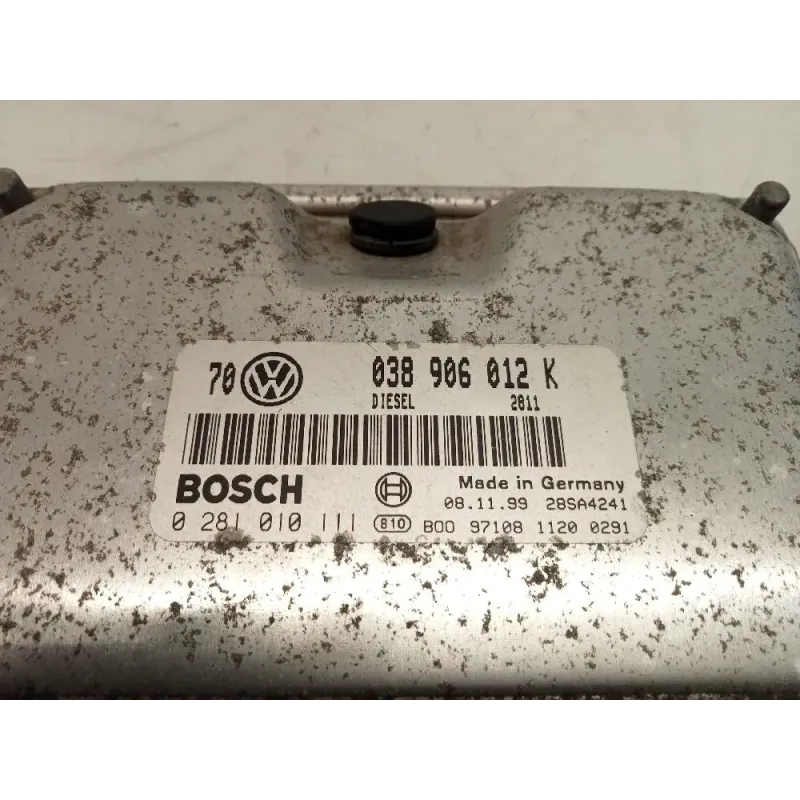 70 VW 038 906 012 K
DIESEL 2811
BOSCH Made in Germany
08.11.99 28SA4241
0 281 010 111 810 B00 97108 1120 0291